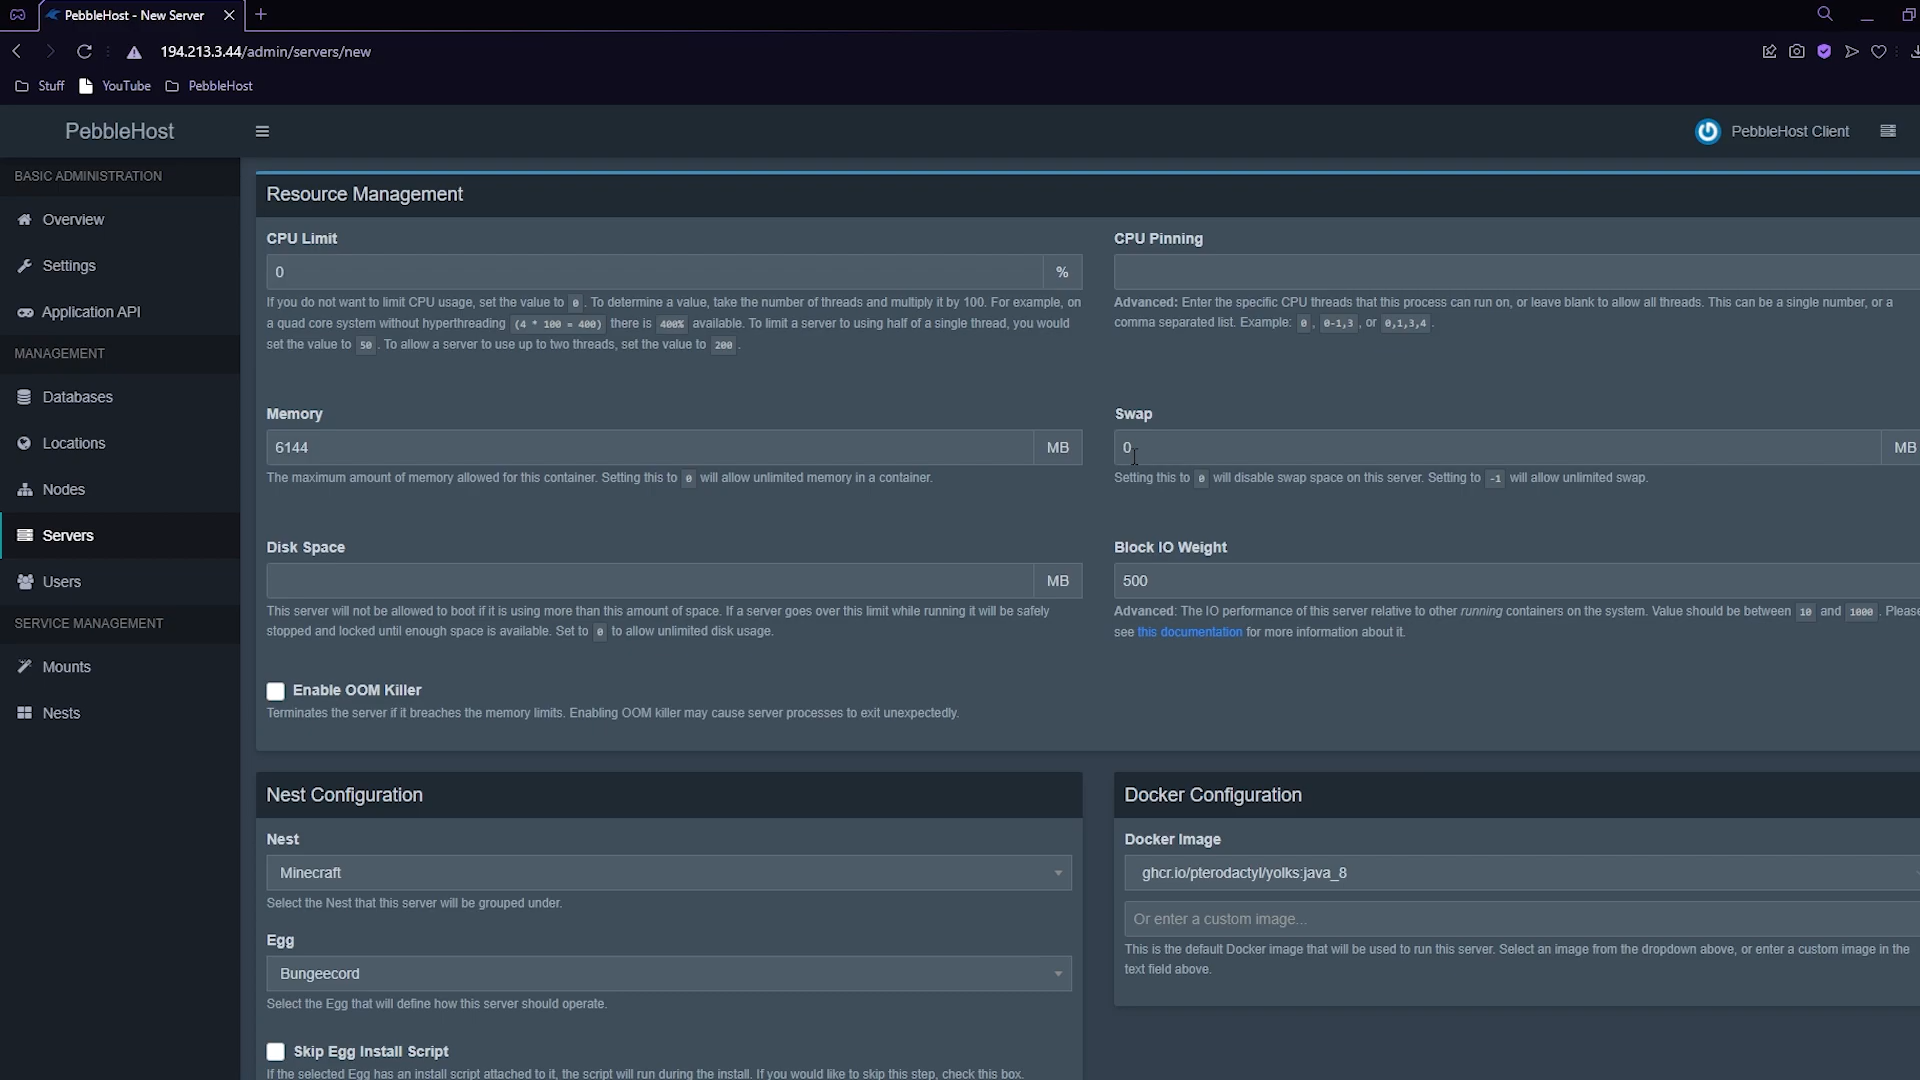 PebbleHost - New Server
194.213.3.44/admin/servers/new
Stuff YouTube PebbleHost
PebbleHost
PebbleHost Client
BASIC ADMINISTRATION
Overview
Settings
Application API
MANAGEMENT
Databases
Locations
Nodes
Servers
Users
SERVICE MANAGEMENT
Mounts
Nests
Resource Management
CPU Limit
0 %
If you do not want to limit CPU usage, set the value to 0 . To determine a value, take the number of threads and multiply it by 100. For example, on
a quad core system without hyperthreading (4 * 100 = 400) there is 400% available. To limit a server to using half of a single thread, you would
set the value to 50 . To allow a server to use up to two threads, set the value to 200 .
CPU Pinning
Advanced: Enter the specific CPU threads that this process can run on, or leave blank to allow all threads. This can be a single number, or a
comma separated list. Example: 0 , 0-1,3 , or 0,1,3,4 .
Memory
6144 MB
The maximum amount of memory allowed for this container. Setting this to 0 will allow unlimited memory in a container.
Swap
0 MB
Setting this to 0 will disable swap space on this server. Setting to -1 will allow unlimited swap.
Disk Space
MB
This server will not be allowed to boot if it is using more than this amount of space. If a server goes over this limit while running it will be safely
stopped and locked until enough space is available. Set to 0 to allow unlimited disk usage.
Block IO Weight
500
Advanced: The IO performance of this server relative to other running containers on the system. Value should be between 10 and 1000 . Please
see this documentation for more information about it.
Enable OOM Killer
Terminates the server if it breaches the memory limits. Enabling OOM killer may cause server processes to exit unexpectedly.
Nest Configuration
Nest
Minecraft
Select the Nest that this server will be grouped under.
Egg
Bungeecord
Select the Egg that will define how this server should operate.
Skip Egg Install Script
If the selected Egg has an install script attached to it, the script will run during the install. If you would like to skip this step, check this box.
Docker Configuration
Docker Image
ghcr.io/pterodactyl/yolks:java_8
Or enter a custom image...
This is the default Docker image that will be used to run this server. Select an image from the dropdown above, or enter a custom image in the
text field above.